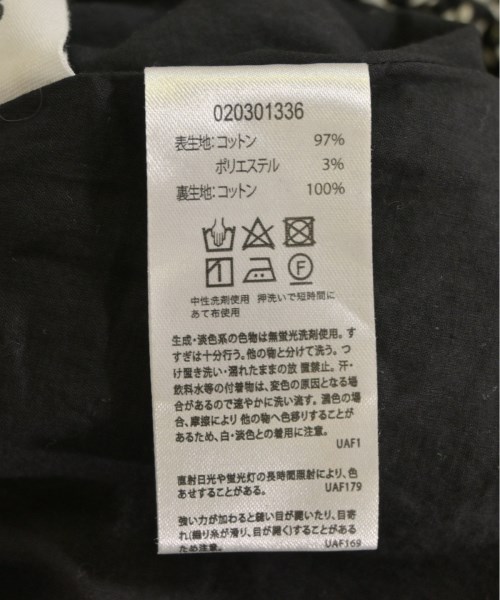 020301336
表生地：コットン 97%
ポリエステル 3%
裏生地：コットン 100%
F
中性洗剤使用 押洗いで短時間に
あて布使用
生成・淡色系の色物は無蛍光洗剤使用。す
すぎは十分行う。他の物と分けて洗う。つ
け置き洗い・濡れたままの放 置禁止。汗・
飲料水等の付着物は、変色の原因となる場
合があるので速やかに洗い流す。濃色の場
合、摩擦により 他の物へ色移りすることが
あるため、白・淡色との着用に注意。
UAF1
直射日光や蛍光灯の長時間照射により、色
あせすることがある。 UAF179
強い力が加わると縫い目が開いたり、目寄
れ(織り糸が滑り、目が開く)することがあ
るため注意。 UAF169